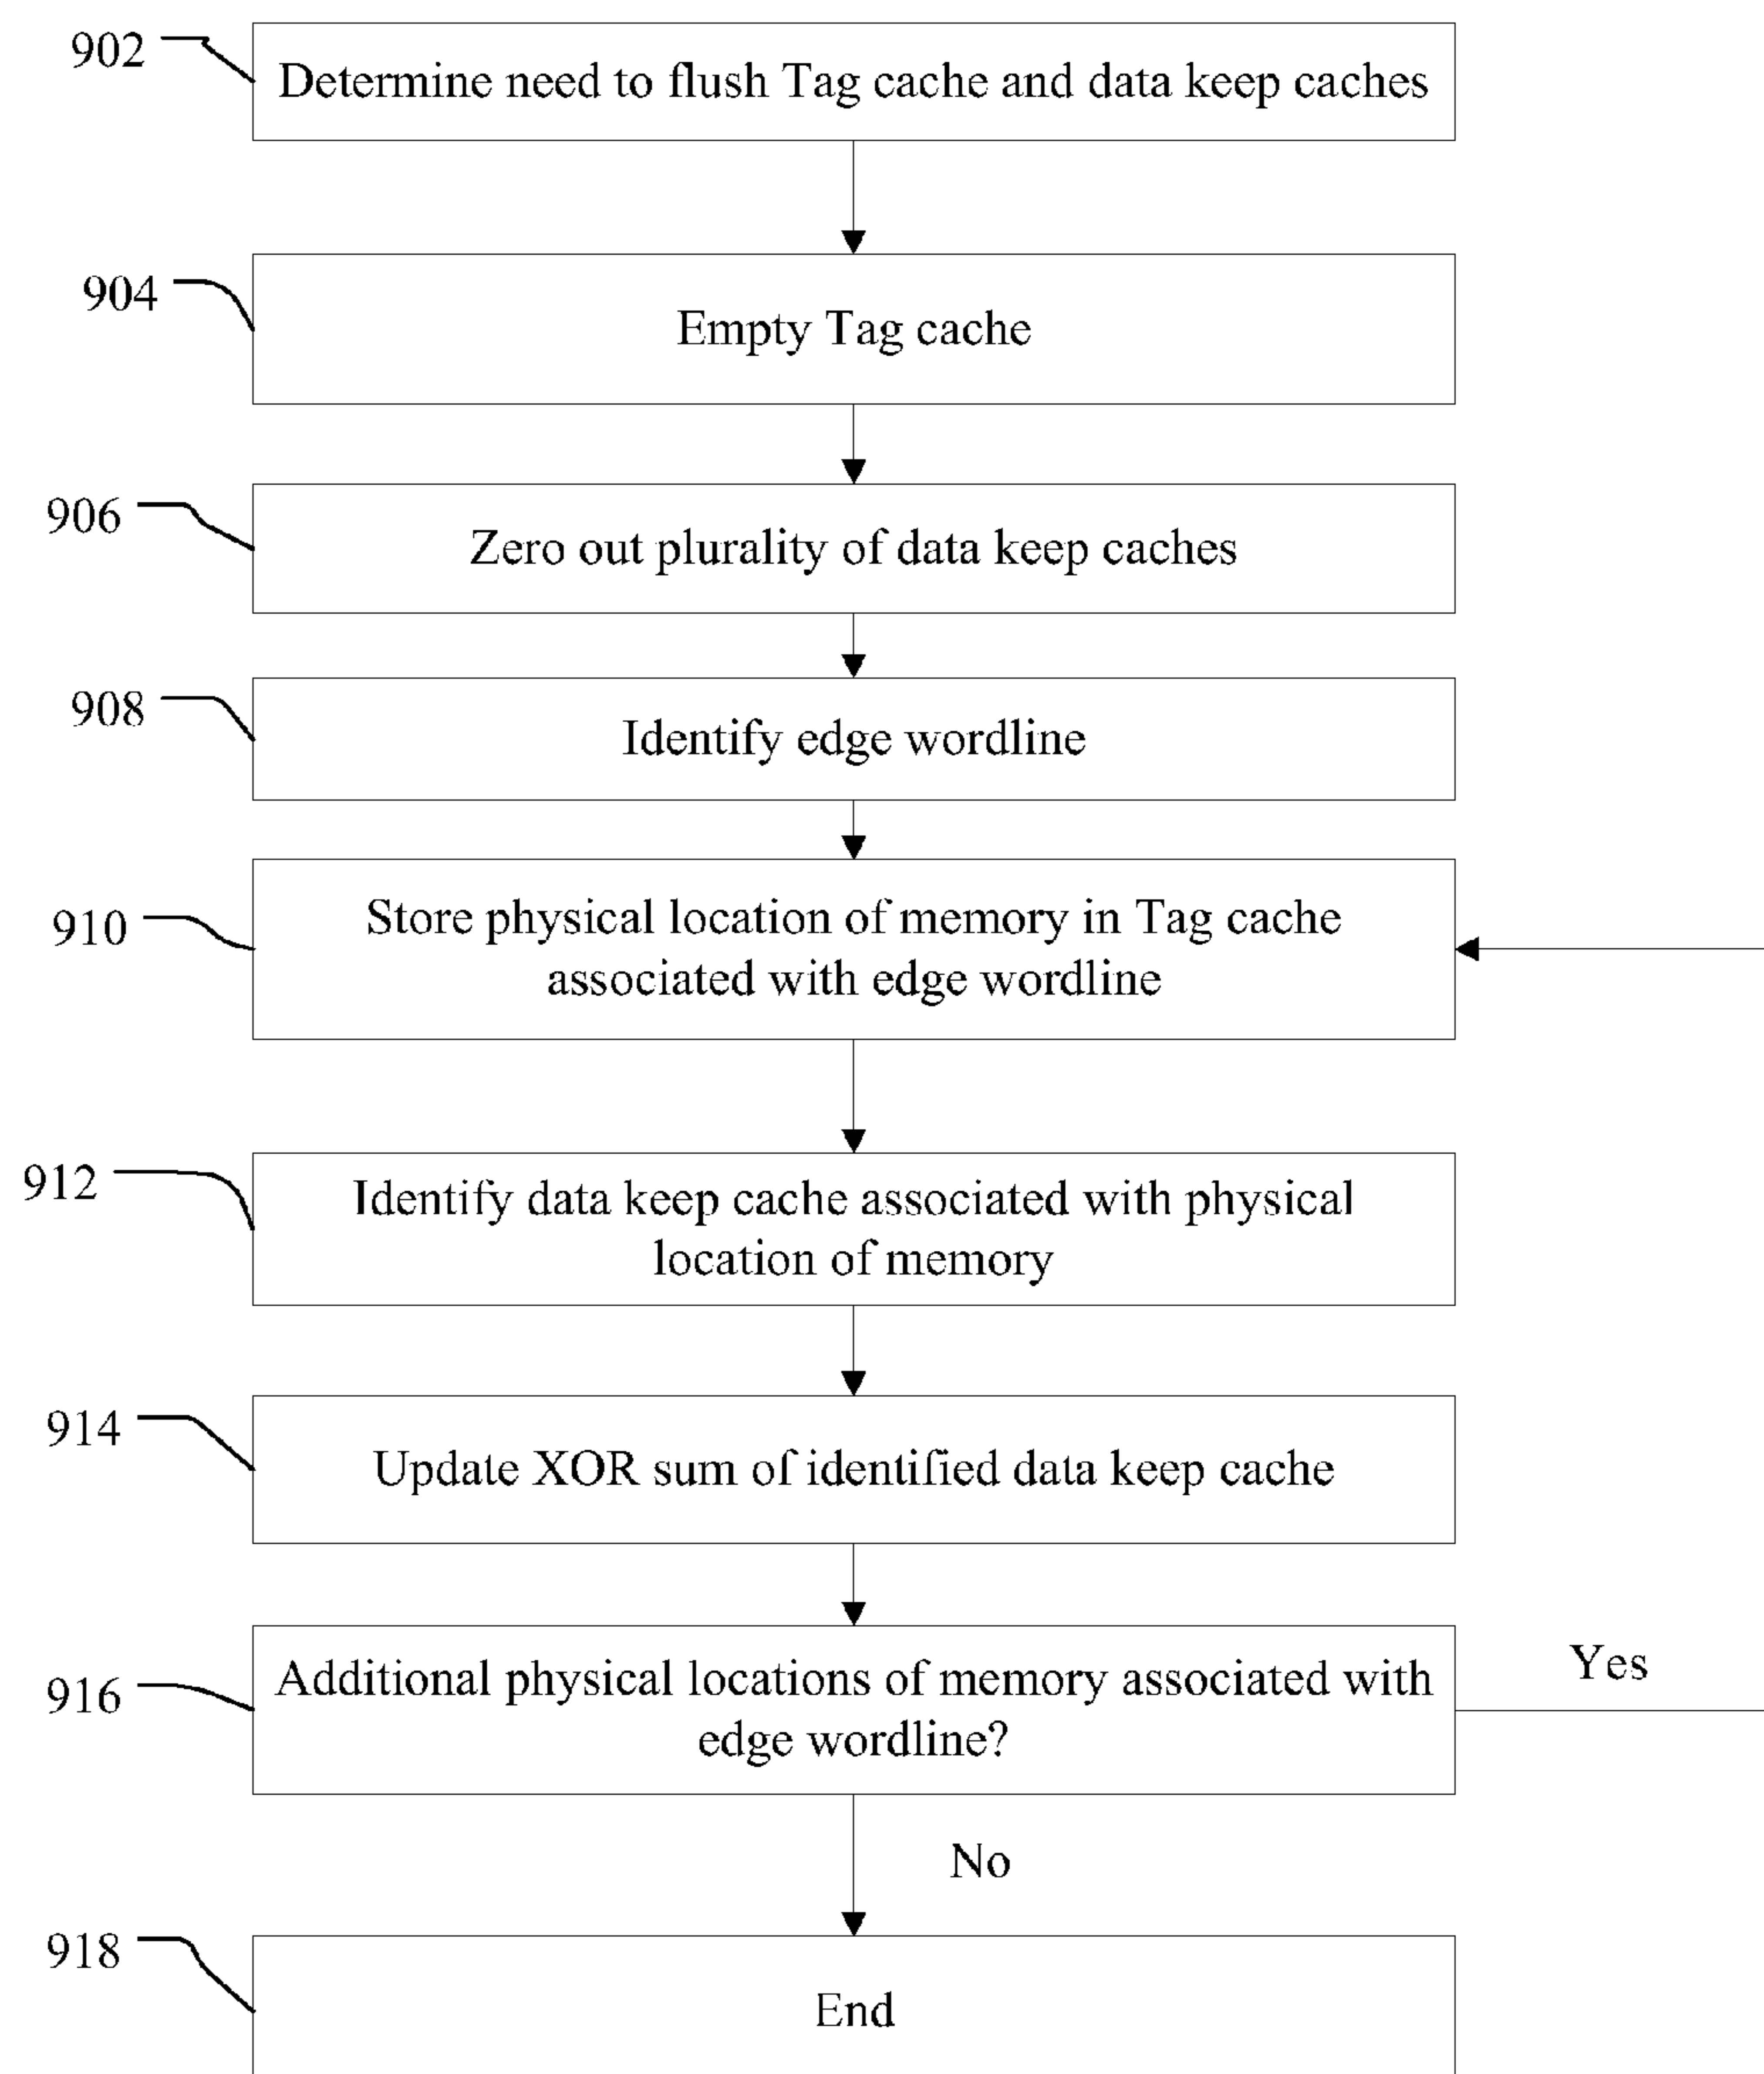 902
Determine need to flush Tag cache and data keep caches
904
Empty Tag cache
906
Zero out plurality of data keep caches
908
Identify edge wordline
910
Store physical location of memory in Tag cache
associated with edge wordline
912
Identify data keep cache associated with physical
location of memory
914
Update XOR sum of identified data keep cache
916
Additional physical locations of memory associated with
edge wordline?
Yes
No
918
End